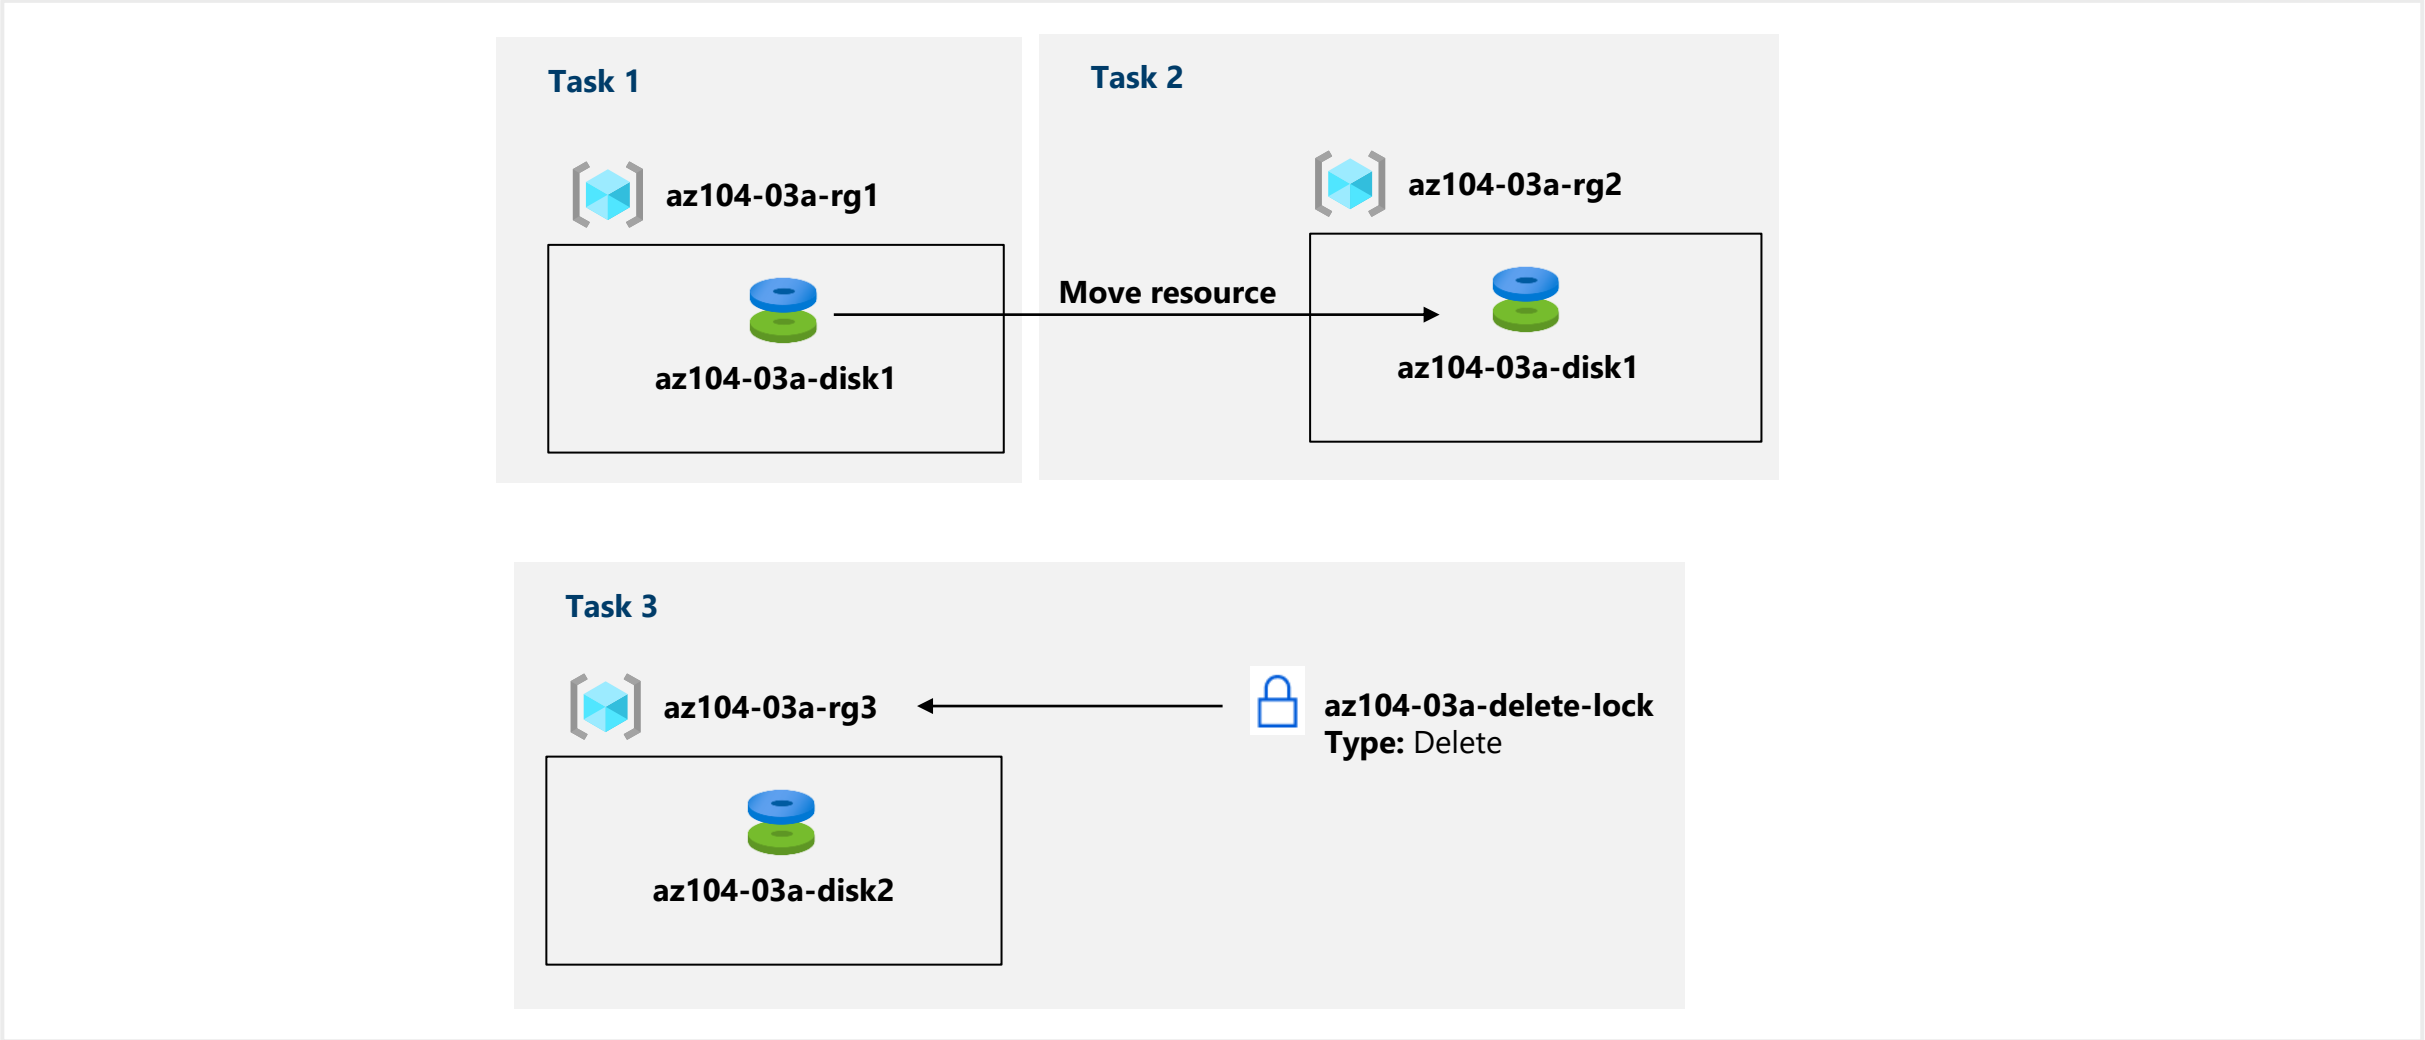 Task 1
az104-03a-rg1
az104-03a-disk1
Task 2
az104-03a-rg2
Move resource
az104-03a-disk1
Task 3
az104-03a-rg3
az104-03a-delete-lock
Type: Delete
az104-03a-disk2